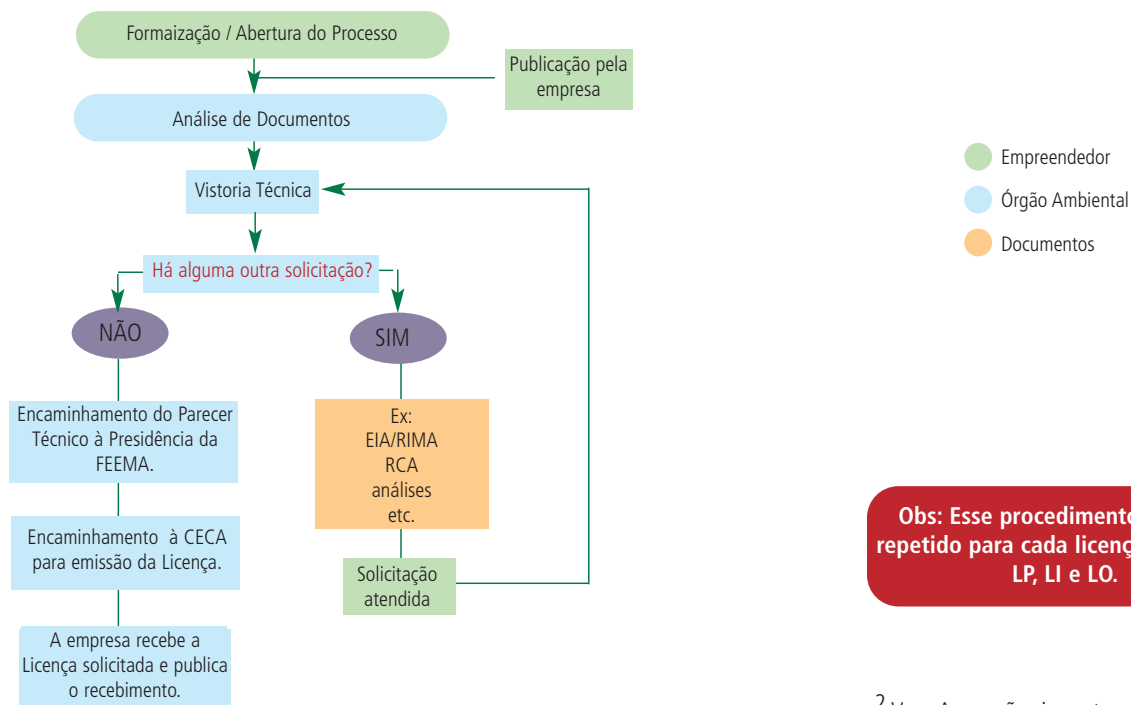 Formaização / Abertura do Processo
Publicação pela
empresa
Análise de Documentos
Vistoria Técnica
Há alguma outra solicitação?
NÃO
SIM
Encaminhamento do Parecer
Técnico à Presidência da
FEEMA.
Encaminhamento à CECA
para emissão da Licença.
A empresa recebe a
Licença solicitada e publica
o recebimento.
Ex:
EIA/RIMA
RCA
análises
etc.
Solicitação
atendida
Empreendedor
Órgão Ambiental
Documentos
Obs: Esse procedimento
repetido para cada licenç
LP, LI e LO.
2